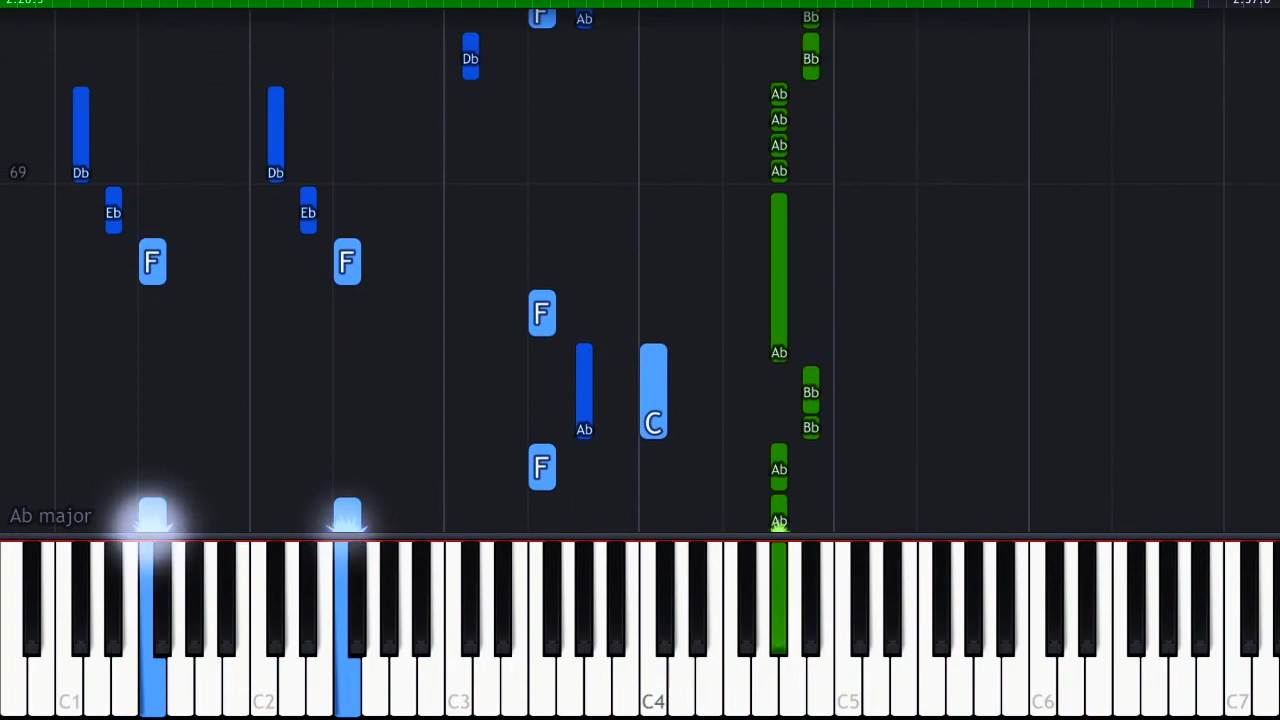 F Ab Bb
Db Bb
Ab
Ab
Ab
69 Db Db Ab
Eb Eb
F F
F
Ab
Bb
Ab C Bb
F Ab
Ab major Ab
C1 C2 C3 C4 C5 C6 C7